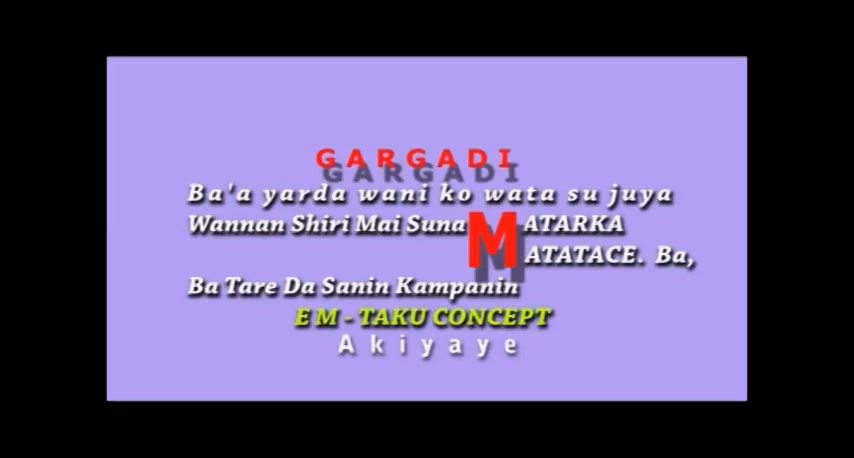 GARGADI
Ba'a yarda wani ko wata su juya
Wannan Shiri Mai Suna MATARKA
MATATACE. Ba,
Ba Tare Da Sanin Kampanin
E M - TAKU CONCEPT
Akiyaye